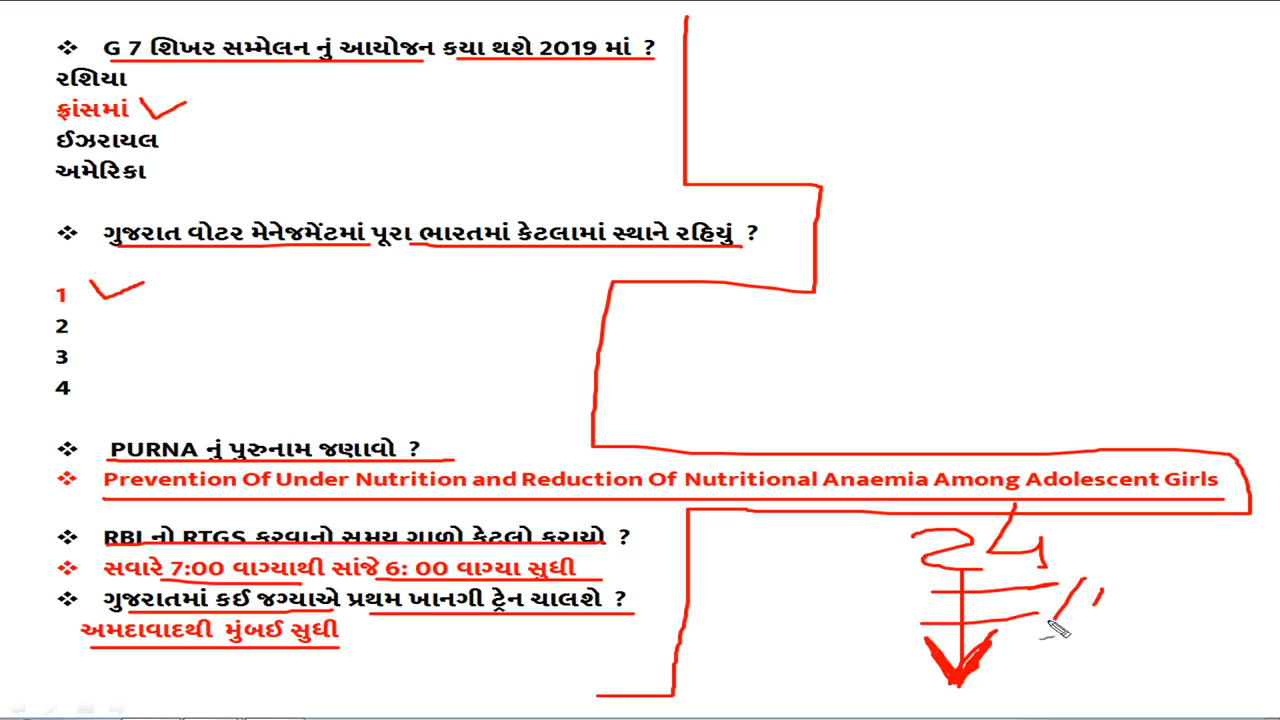 ❖ G 7 શિખર સમ્મેલન નું આયોજન કયા થશે 2019 માં ?
રશિયા
ફ્રાંસમાં
ઈઝરાયલ
અમેરિકા
❖ ગુજરાત વોટર મેનેજમેંટમાં પૂરા ભારતમાં કેટલામાં સ્થાને રહિયું ?
1
2
3
4
❖ PURNA નું પુરુનામ જણાવો ?
❖ Prevention Of Under Nutrition and Reduction Of Nutritional Anaemia Among Adolescent Girls
❖ RBI નો RTGS કરવાનો સમય ગાળો કેટલો કરાયો ?
❖ સવારે 7:00 વાગ્યાથી સાંજે 6: 00 વાગ્યા સુધી
❖ ગુજરાતમાં કઈ જગ્યાએ પ્રથમ ખાનગી ટ્રેન ચાલશે ?
અમદાવાદથી મુંબઈ સુધી
24